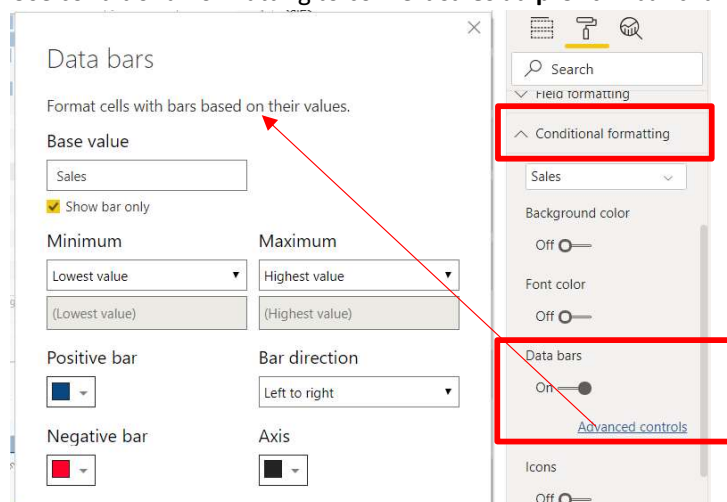 Data bars
Format cells with bars based on their values.
Base value
Sales
Show bar only
Minimum Maximum
Lowest value Highest value
(Lowest value) (Highest value)
Positive bar Bar direction
Left to right
Negative bar Axis
Search
Field formatting
Conditional formatting
Sales
Background color
Off
Font color
Off
Data bars
On
Advanced controls
Icons
Off